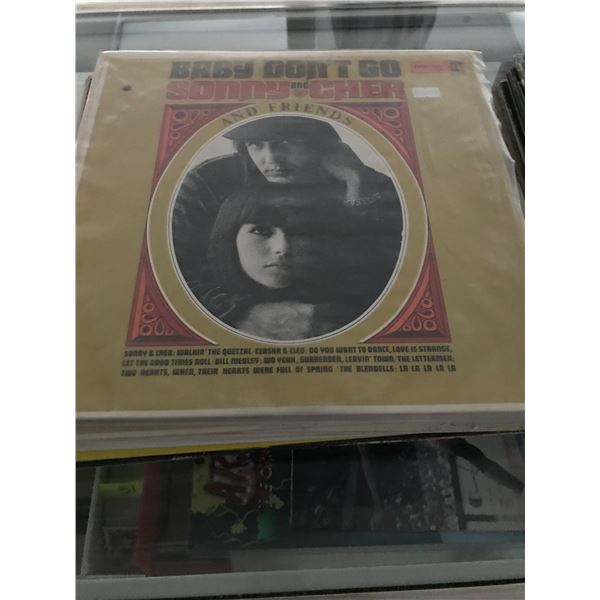 BABY DON'T GO
SONNY and CHER
AND FRIENDS
SONNY & CHER: WALKIN' THE QUETZAL / CEASAR & CLEO: DO YOU WANT TO DANCE, LOVE IS STRANGE,
LET THE GOOD TIMES ROLL / BILL MEDLEY: WO YEAH, SURRENDER, LEAVIN' TOWN / THE LETTERMEN:
TWO HEARTS, WHEN, THEIR HEARTS WERE FULL OF SPRING / THE BLENDELLS: LA LA LA LA LA